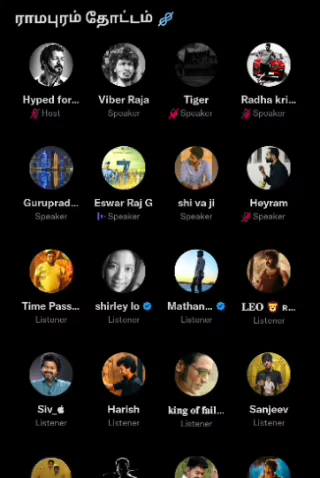 ராமபுரம் தோட்டம்
Hyped for... Viber Raja Tiger Radha kri...
Host Speaker Speaker Speaker
Guruprad... Eswar Raj G shi va ji Heyram
Speaker Speaker Speaker Speaker
Time Pass... shirley lo Mathan... LEO 🦁 R...
Listener Listener Listener Listener
Siv_ Harish king of fail... Sanjeev
Listener Listener Listener Listener